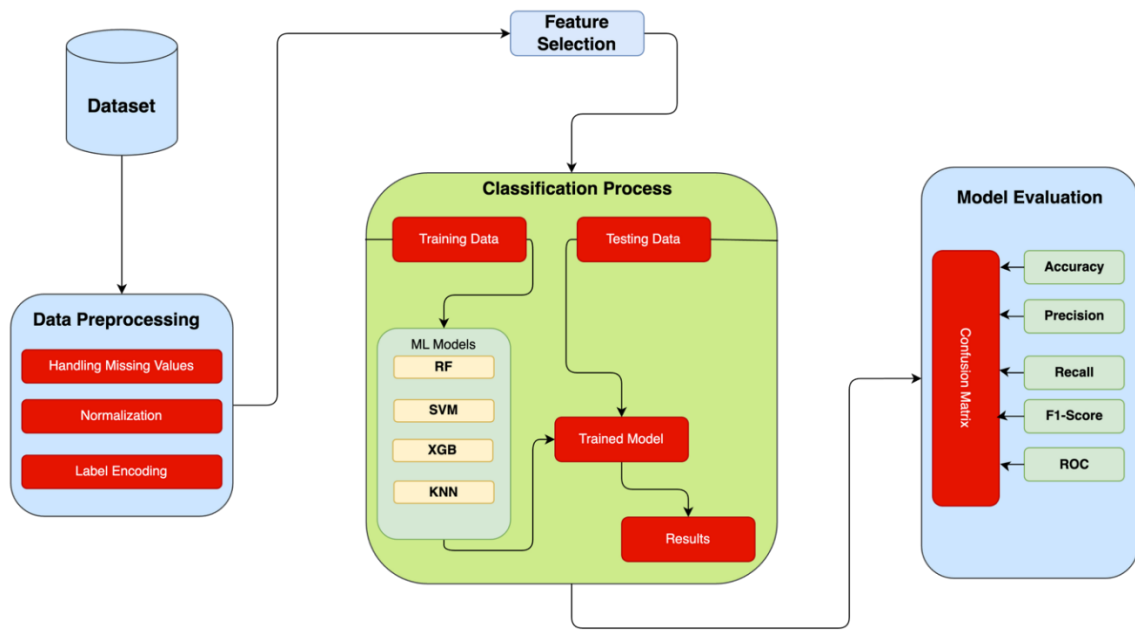 Dataset
Feature
Selection
Data Preprocessing
Handling Missing Values
Normalization
Label Encoding
Classification Process
Training Data
Testing Data
ML Models
RF
SVM
XGB
KNN
Trained Model
Results
Model Evaluation
Confusion Matrix
Accuracy
Precision
Recall
F1-Score
ROC